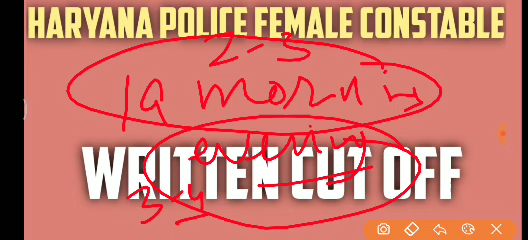 HARYANA POLICE FEMALE CONSTABLE
2-3
19 morning
evening
WRITTEN CUT OFF
3-4